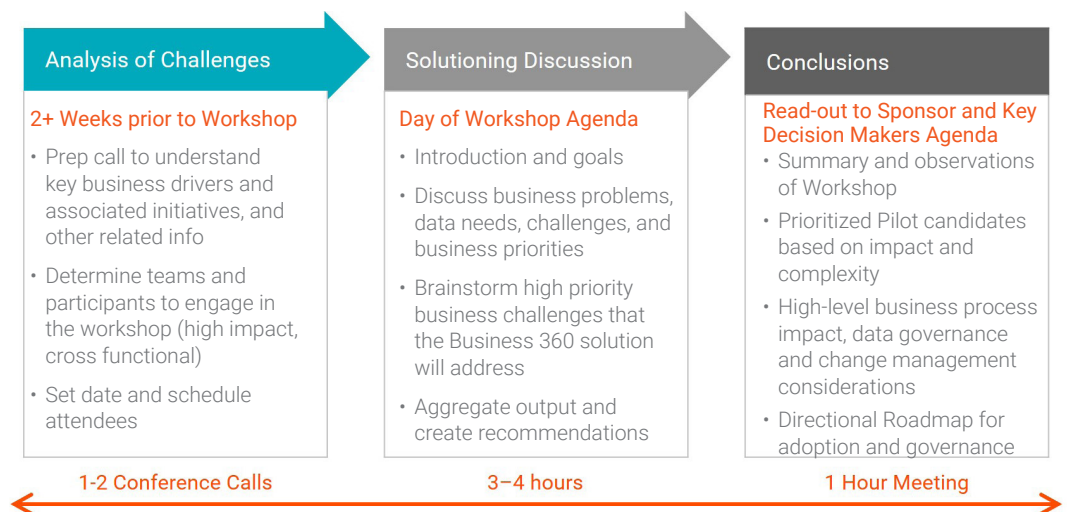 Analysis of Challenges
2+ Weeks prior to Workshop
• Prep call to understand
key business drivers and
associated initiatives, and
other related info
• Determine teams and
participants to engage in
the workshop (high impact,
cross functional)
• Set date and schedule
attendees
1-2 Conference Calls
Solutioning Discussion
Day of Workshop Agenda
• Introduction and goals
• Discuss business problems,
data needs, challenges, and
business priorities
• Brainstorm high priority
business challenges that
the Business 360 solution
will address
• Aggregate output and
create recommendations
3–4 hours
Conclusions
Read-out to Sponsor and Key
Decision Makers Agenda
• Summary and observations
of Workshop
• Prioritized Pilot candidates
based on impact and
complexity
• High-level business process
impact, data governance
and change management
considerations
• Directional Roadmap for
adoption and governance
1 Hour Meeting